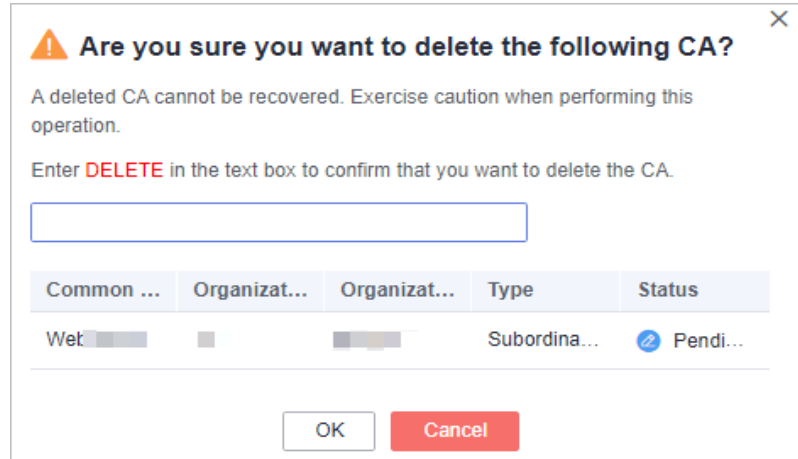 Are you sure you want to delete the following CA?
A deleted CA cannot be recovered. Exercise caution when performing this
operation.
Enter DELETE in the text box to confirm that you want to delete the CA.
Common ... Organizat... Organizat... Type Status
Web Subordina... Pendi...
OK Cancel